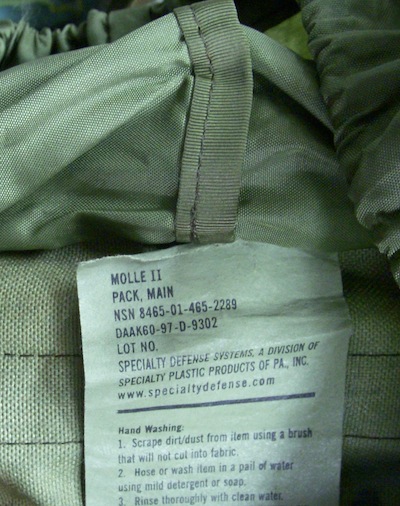 MOLLE II
PACK, MAIN
NSN 8465-01-465-2289
DAAK60-97-D-9302
LOT NO.
SPECIALTY DEFENSE SYSTEMS, A DIVISION OF
SPECIALTY PLASTIC PRODUCTS OF PA., INC.
www.specialtydefense.com
Hand Washing:
1. Scrape dirt/dust from item using a brush
that will not cut into fabric.
2. Hose or wash item in a pail of water
using mild detergent or soap.
3. Rinse thoroughly with clean water.